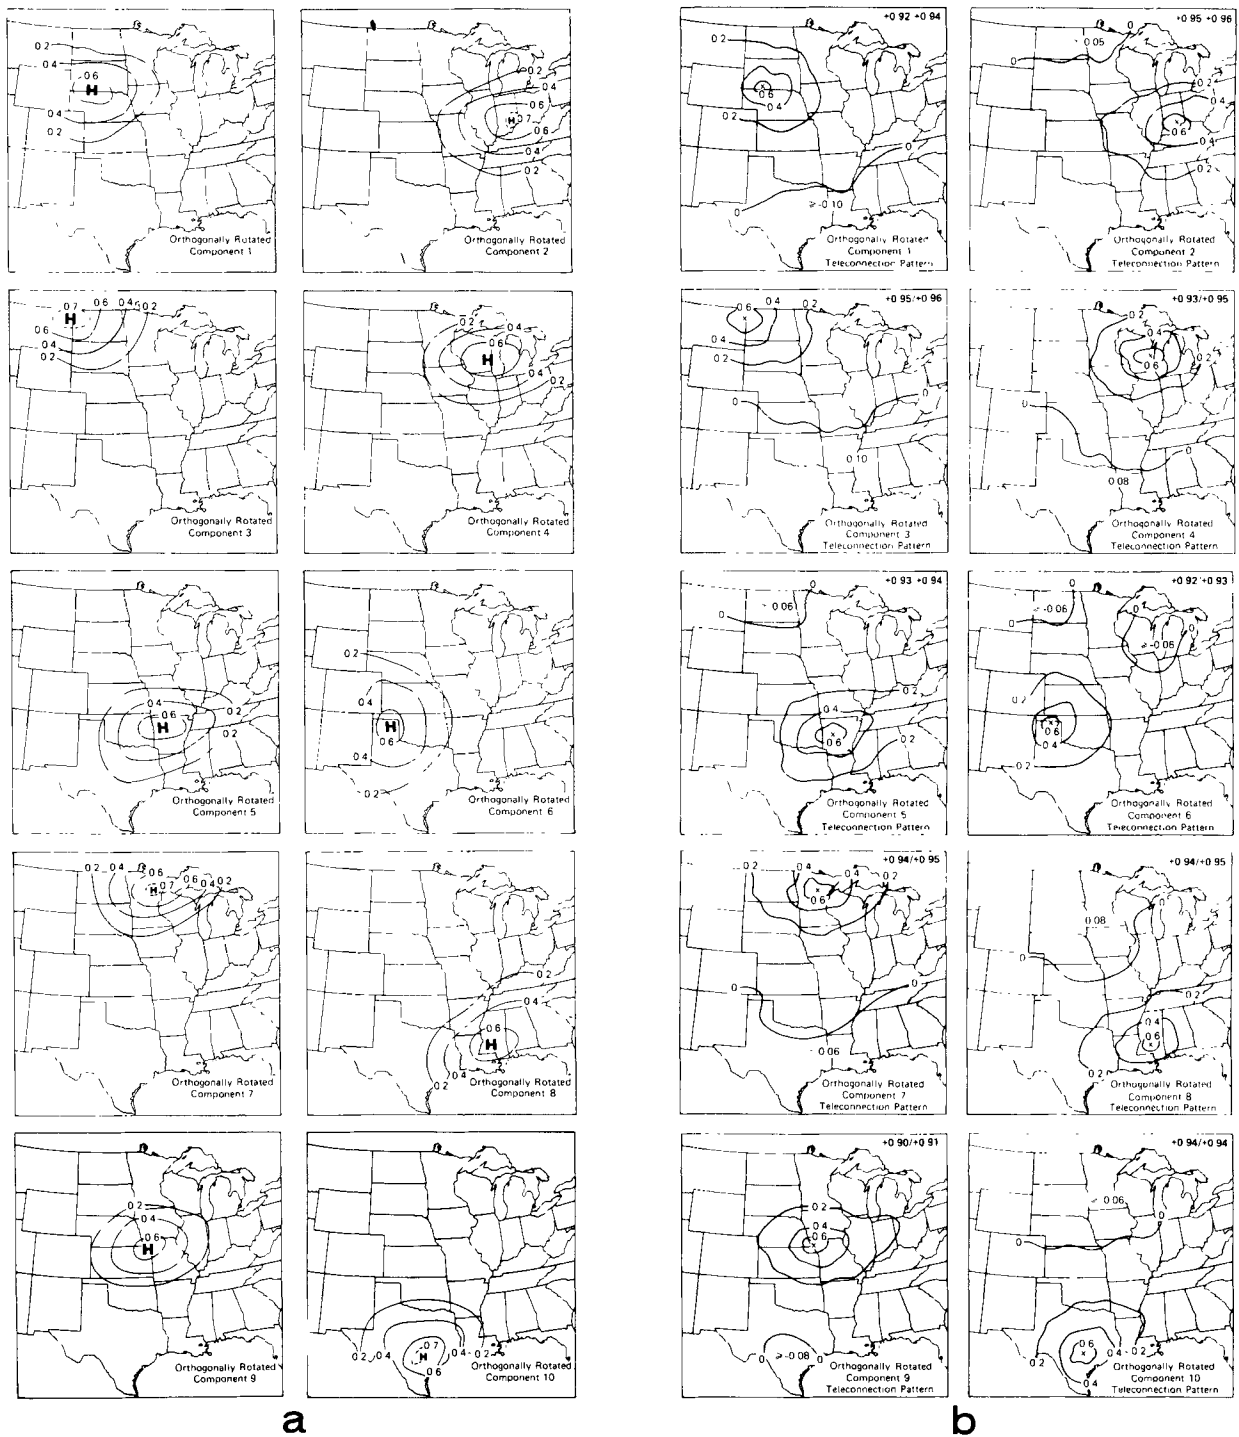 0.2
0.4
0.6
H
0.4
0.2
Orthogonally Rotated
Component 1
0.2
0.4
0.6
H 0.7
0.6
0.4
0.2
Orthogonally Rotated
Component 2
+0.92 +0.94
0.2
0.6
0.4
0.2
0
0
≥-0.10
Orthogonally Rotated
Component 1
Teleconnection Pattern
+0.95 +0.96
0
0.05
0
0.2
0.4
0.6
0.4
0.2
Orthogonally Rotated
Component 2
Teleconnection Pattern
0.7 0.6 0.4 0.2
H
0.6
0.4
0.2
Orthogonally Rotated
Component 3
0.2 0.4
0.6
H
0.4 0.2
Orthogonally Rotated
Component 4
+0.95/+0.96
0.6 0.4 0.2
0.4
0.2
0
0
0.10
Orthogonally Rotated
Component 3
Teleconnection Pattern
+0.93/+0.95
0.2
0.4
0.2
0.6
0
0
0.08
Orthogonally Rotated
Component 4
Teleconnection Pattern
0.4
0.6 0.2
H
0.2
Orthogonally Rotated
Component 5
0.2
0.4
H
0.6
0.4
0.2
Orthogonally Rotated
Component 6
+0.93 +0.94
0
0.06
0
0.2
0.4
0.6 0.2
Orthogonally Rotated
Component 5
Teleconnection Pattern
+0.92 +0.93
0
≥-0.06
0
0 0
≥-0.06
0.2
0.6
0.4
0.2
Orthogonally Rotated
Component 6
Teleconnection Pattern
0.2 0.4 0.6
H 0.7 0.6 0.4 0.2
Orthogonally Rotated
Component 7
0.2
0.4
0.6
H
0.4
0.2
Orthogonally Rotated
Component 8
+0.94/+0.95
0.2 0.4 0.4 0.2
0.6
0
0
0.06
Orthogonally Rotated
Component 7
Teleconnection Pattern
+0.94/+0.95
0
0.08
0
0.2
0.4
0.6
0.2
Orthogonally Rotated
Component 8
Teleconnection Pattern
0.2
0.4
0.6
H
Orthogonally Rotated
Component 9
0.7
0.2 0.4 H 0.4 0.2
0.6
Orthogonally Rotated
Component 10
+0.90/+0.91
0.2
0.4
0.6
0 ≥-0.08 0
Orthogonally Rotated
Component 9
Teleconnection Pattern
+0.94/+0.94
≥-0.06
0
0
0.6
0.2 0.4 0.2
0.4
Orthogonally Rotated
Component 10
Teleconnection Pattern
a
b